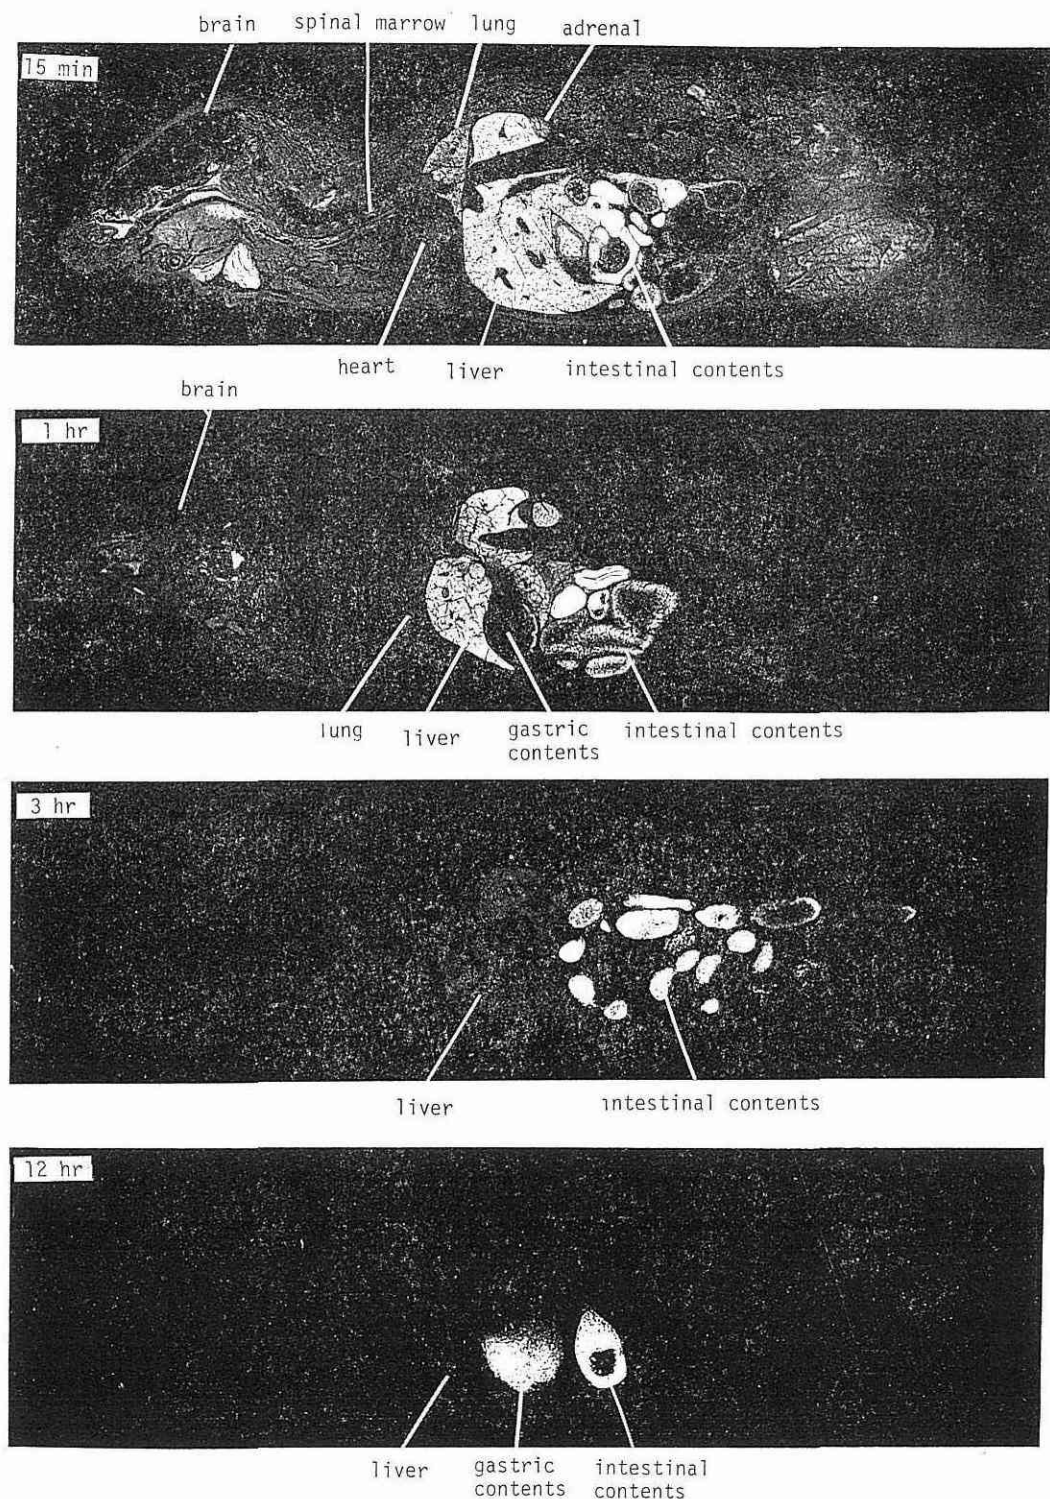 brain spinal marrow lung adrenal
15 min
heart liver intestinal contents
brain
1 hr
lung liver gastric contents intestinal contents
3 hr
liver intestinal contents
12 hr
liver gastric contents intestinal contents